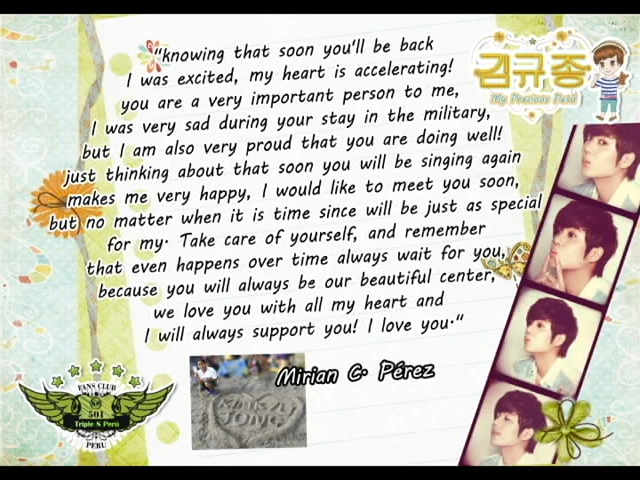 "knowing that soon you'll be back
I was excited, my heart is accelerating!
you are a very important person to me,
I was very sad during your stay in the military,
but I am also very proud that you are doing well!
just thinking about that soon you will be singing again
makes me very happy, I would like to meet you soon,
but no matter when it is time since will be just as special
for my. Take care of yourself, and remember
that even happens over time always wait for you,
because you will always be our beautiful center,
we love you with all my heart and
I will always support you! I love you."
Mirian C. Pérez
김규종
My Precious Perú
FANS CLUB
SS
501
Triple S Perú
PERU
JONG